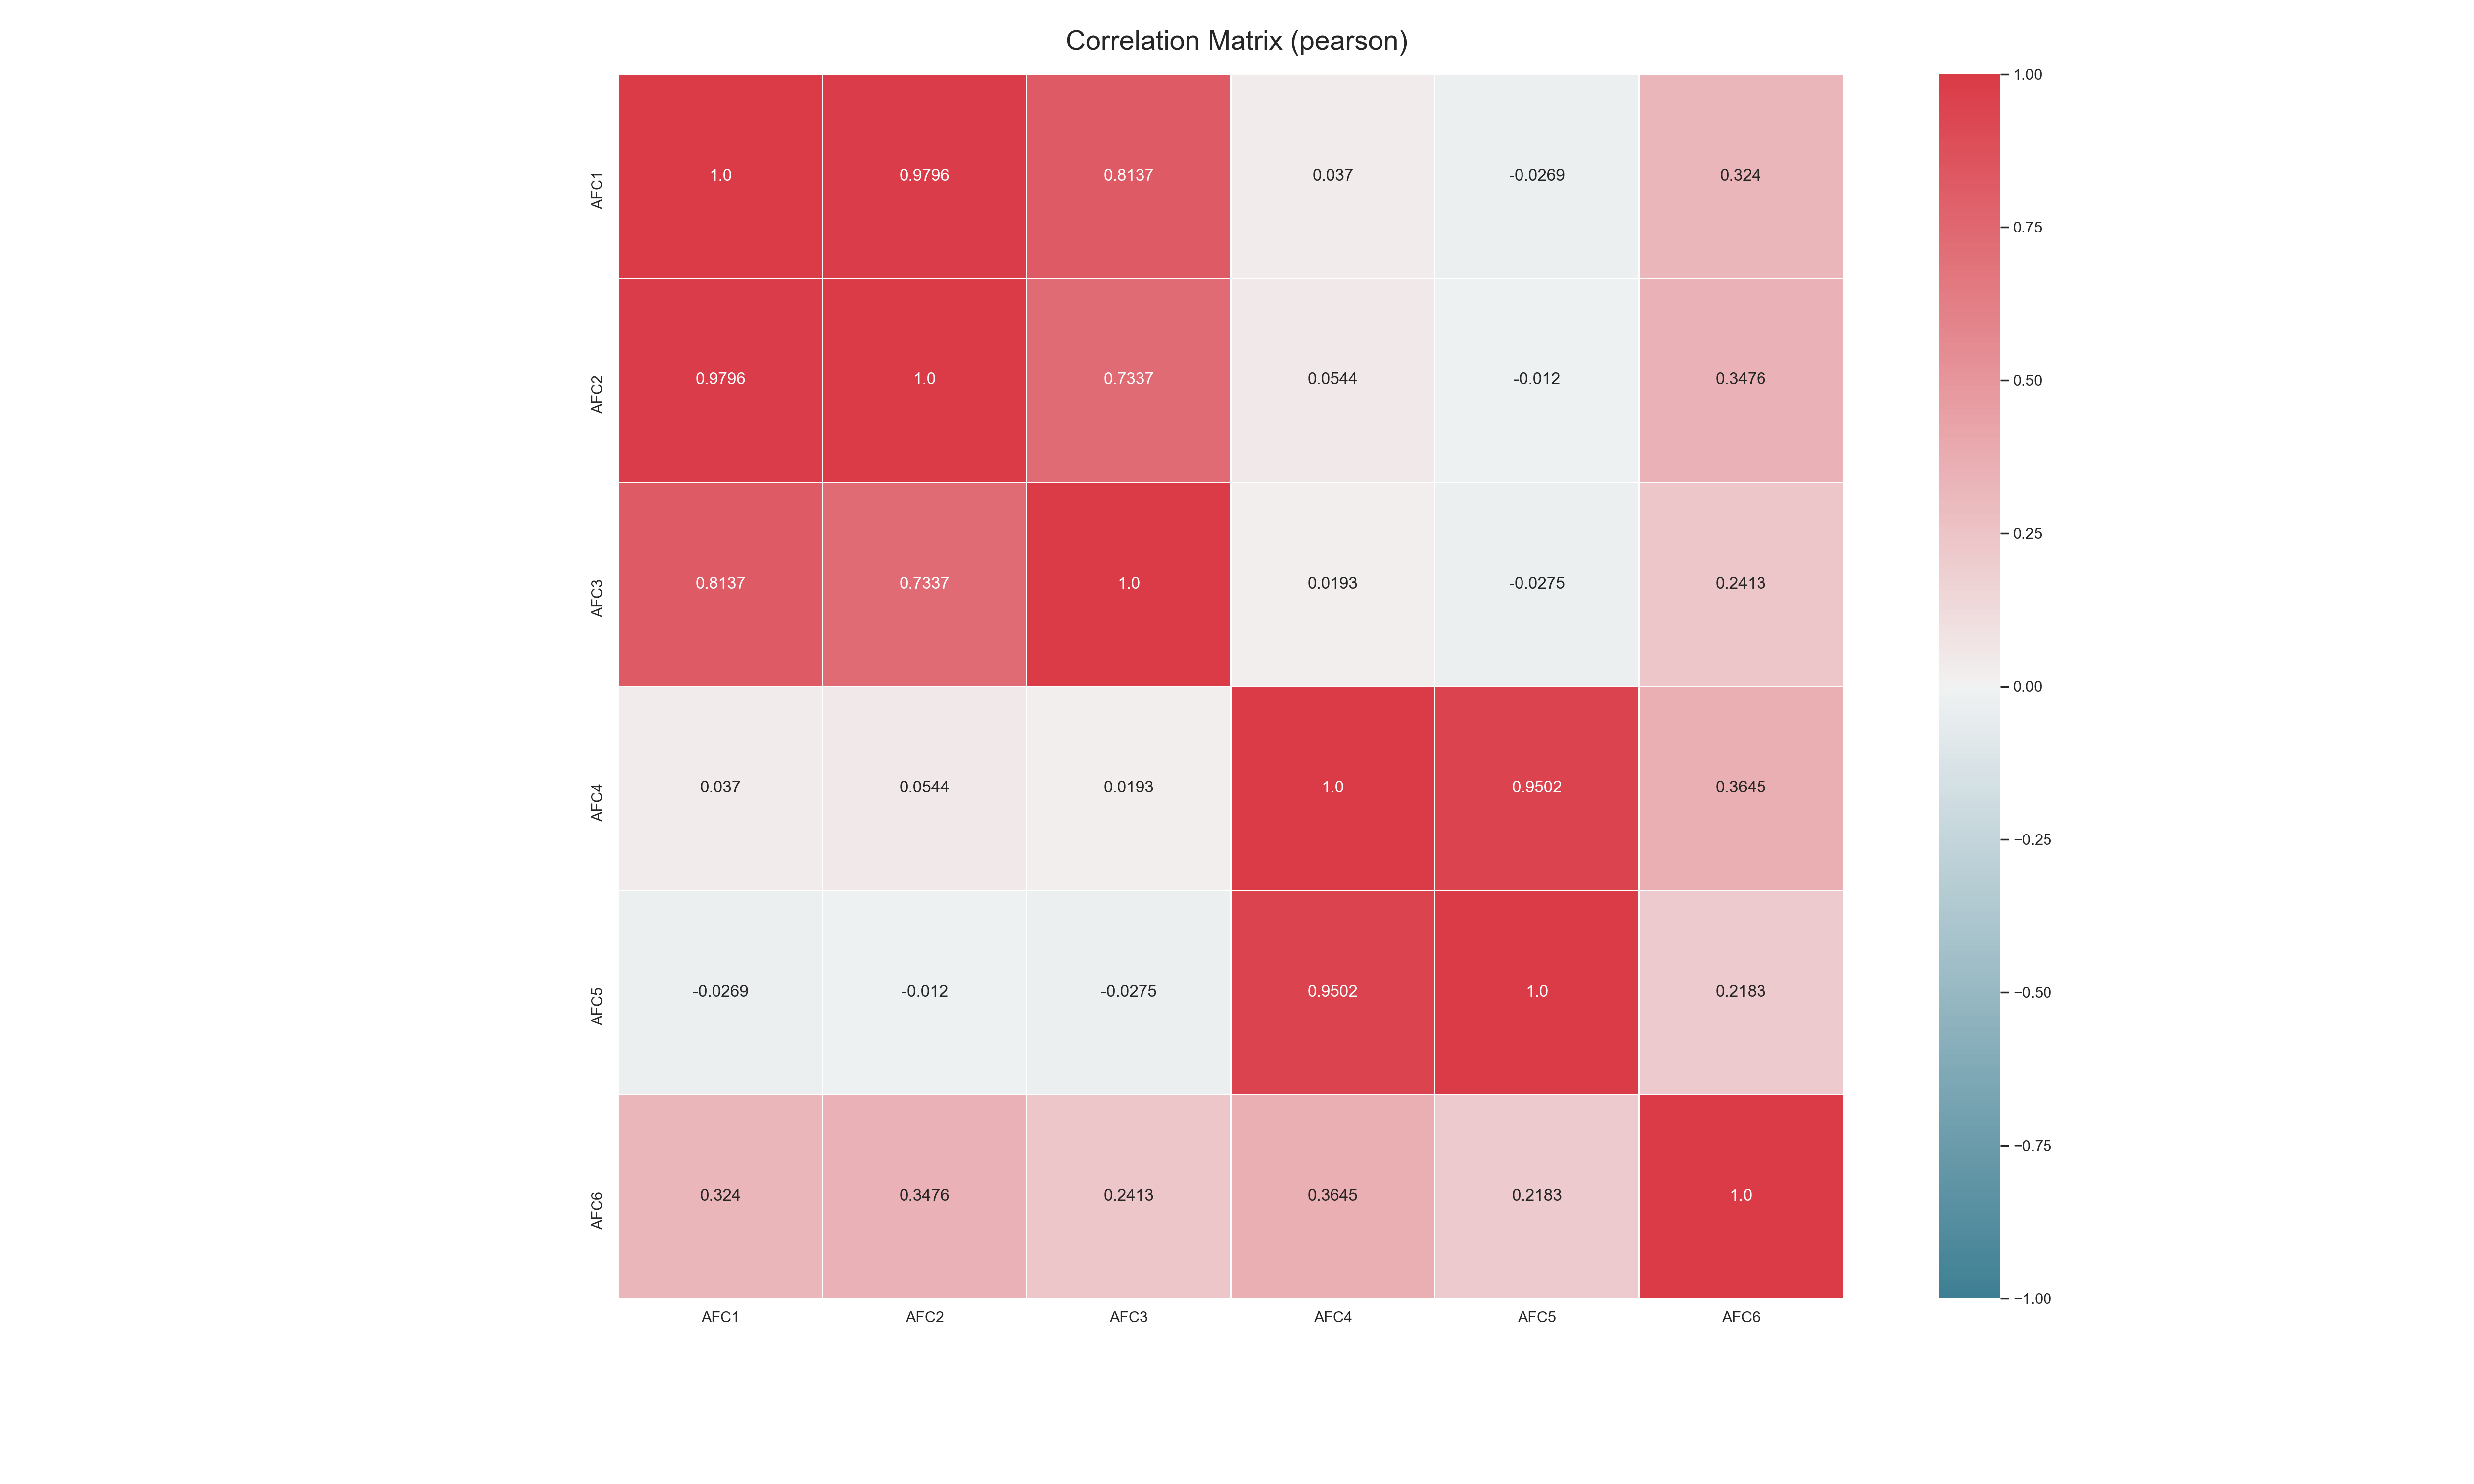 Correlation Matrix (pearson)
AFC1 1.0 0.9796 0.8137 0.037 -0.0269 0.324
AFC2 0.9796 1.0 0.7337 0.0544 -0.012 0.3476
AFC3 0.8137 0.7337 1.0 0.0193 -0.0275 0.2413
AFC4 0.037 0.0544 0.0193 1.0 0.9502 0.3645
AFC5 -0.0269 -0.012 -0.0275 0.9502 1.0 0.2183
AFC6 0.324 0.3476 0.2413 0.3645 0.2183 1.0
AFC1 AFC2 AFC3 AFC4 AFC5 AFC6
1.00
0.75
0.50
0.25
0.00
−0.25
−0.50
−0.75
−1.00